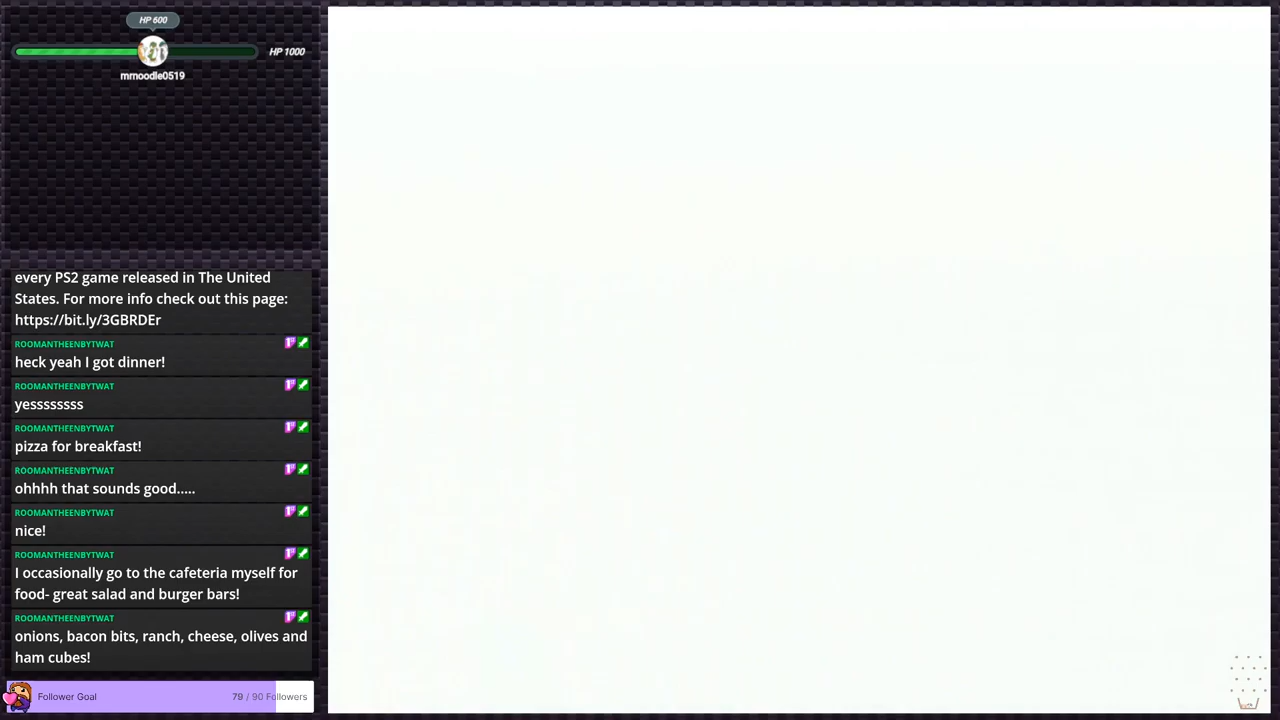 HP 600
HP 1000
mrnoodle0519
every PS2 game released in The United
States. For more info check out this page:
https://bit.ly/3GBRDEr
ROOMANTHEENBYTWAT
heck yeah I got dinner!
ROOMANTHEENBYTWAT
yessssssss
ROOMANTHEENBYTWAT
pizza for breakfast!
ROOMANTHEENBYTWAT
ohhhh that sounds good.....
ROOMANTHEENBYTWAT
nice!
ROOMANTHEENBYTWAT
I occasionally go to the cafeteria myself for
food- great salad and burger bars!
ROOMANTHEENBYTWAT
onions, bacon bits, ranch, cheese, olives and
ham cubes!
Follower Goal
79 / 90 Followers